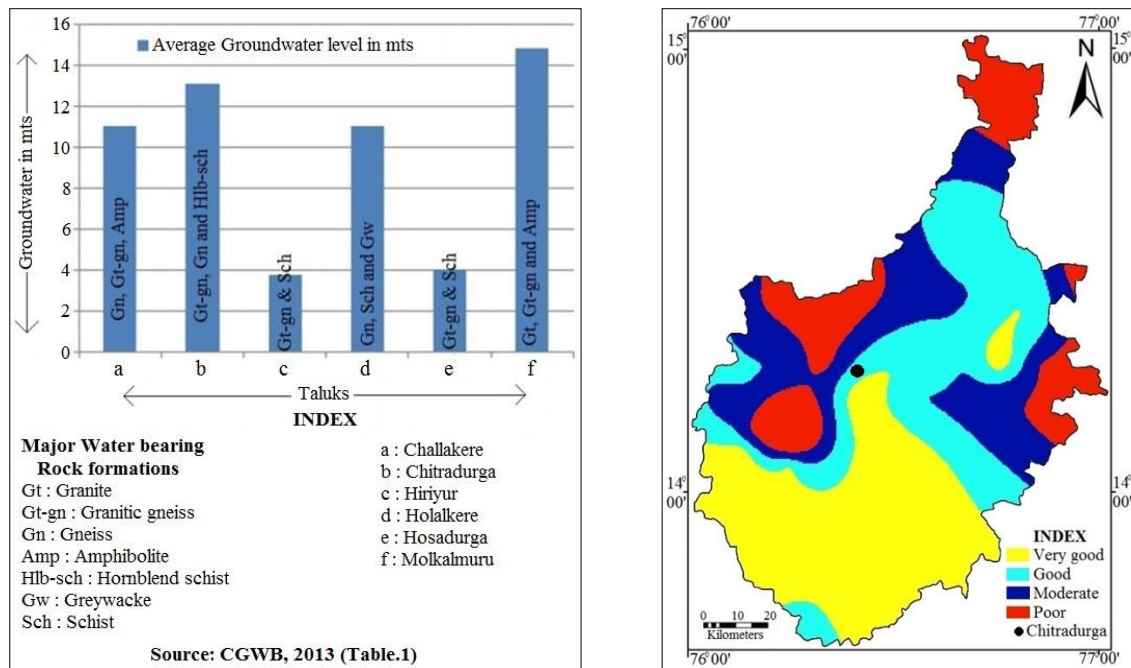 16
14
12
10
8
6
4
2
0
Groundwater in mts
Average Groundwater level in mts
Gn, Gt-gn, Amp
Gt-gn, Gn and Hlb-sch
Gt-gn & Sch
Gn, Sch and Gw
Gt-gn & Sch
Gt, Gt-gn and Amp
a b c d e f
Taluks
INDEX
Major Water bearing
Rock formations
Gt : Granite
Gt-gn : Granitic gneiss
Gn : Gneiss
Amp : Amphibolite
Hlb-sch : Hornblend schist
Gw : Greywacke
Sch : Schist
a : Challakere
b : Chitradurga
c : Hiriyur
d : Holalkere
e : Hosadurga
f : Molkalmuru
Source: CGWB, 2013 (Table.1)
76°00' 77°00'
15°
00'
15°
00'
N
14°
00'
14°
00'
INDEX
Very good
Good
Moderate
Poor
Chitradurga
0 10 20
Kilometers
76°00' 77°00'